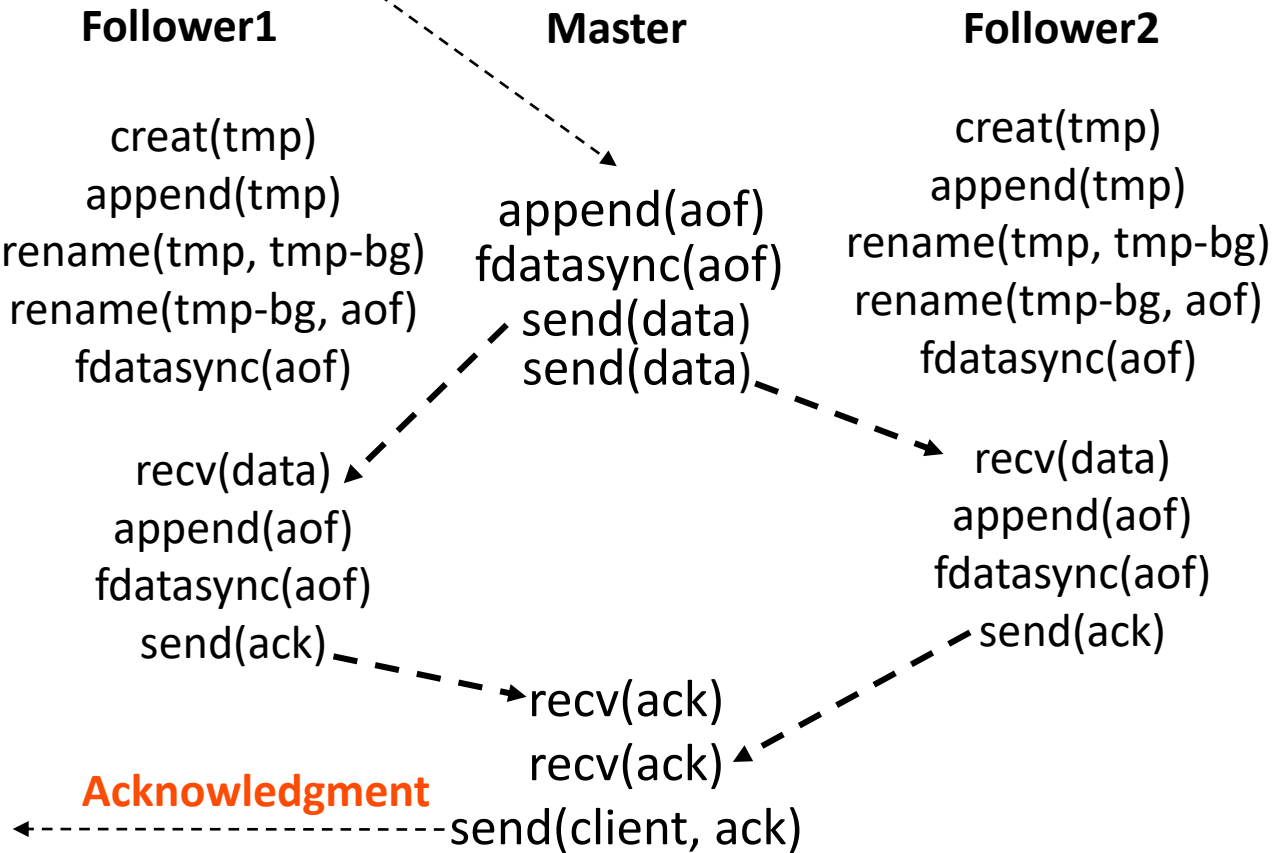 Follower1
Master
Follower2
creat(tmp)
append(tmp)
rename(tmp, tmp-bg)
rename(tmp-bg, aof)
fdatasync(aof)
append(aof)
fdatasync(aof)
send(data)
send(data)
creat(tmp)
append(tmp)
rename(tmp, tmp-bg)
rename(tmp-bg, aof)
fdatasync(aof)
recv(data)
append(aof)
fdatasync(aof)
send(ack)
recv(data)
append(aof)
fdatasync(aof)
send(ack)
recv(ack)
recv(ack)
Acknowledgment
send(client, ack)